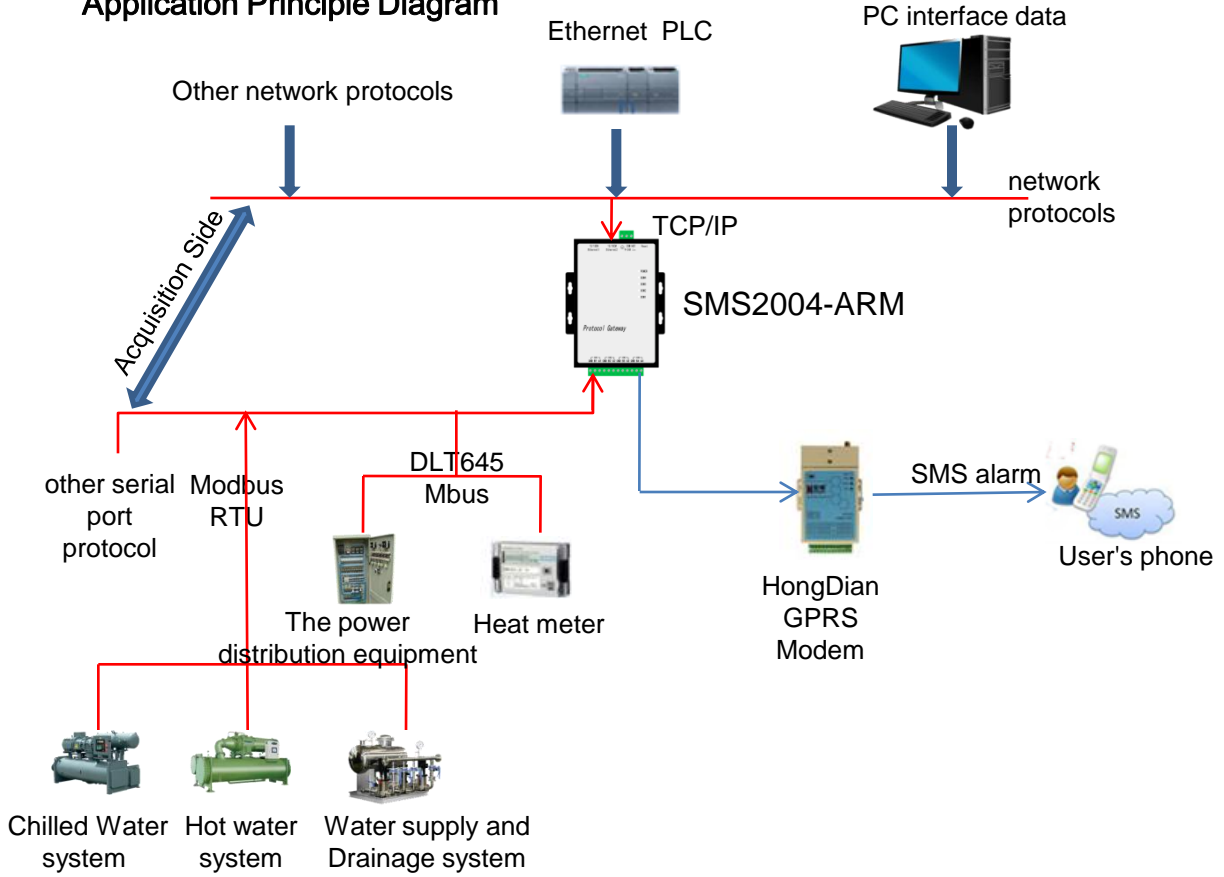 Application Principle Diagram
Ethernet PLC
PC interface data
Other network protocols
network
protocols
TCP/IP
Acquisition Side
SMS2004-ARM
Protocol Gateway
other serial
port
protocol
Modbus
RTU
DLT645
Mbus
SMS alarm
SMS
User's phone
HongDian
GPRS
Modem
The power
distribution equipment
Heat meter
Chilled Water
system
Hot water
system
Water supply and
Drainage system